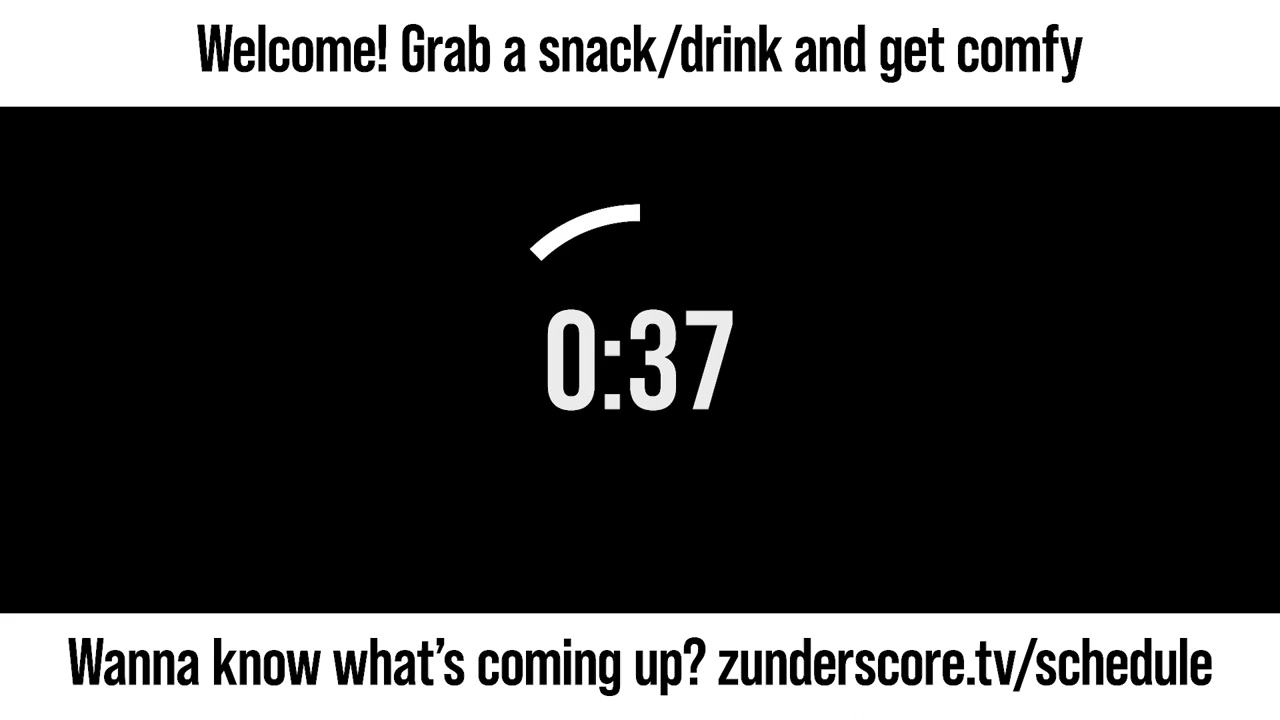 Welcome! Grab a snack/drink and get comfy
0:37
Wanna know what’s coming up? zunderscore.tv/schedule